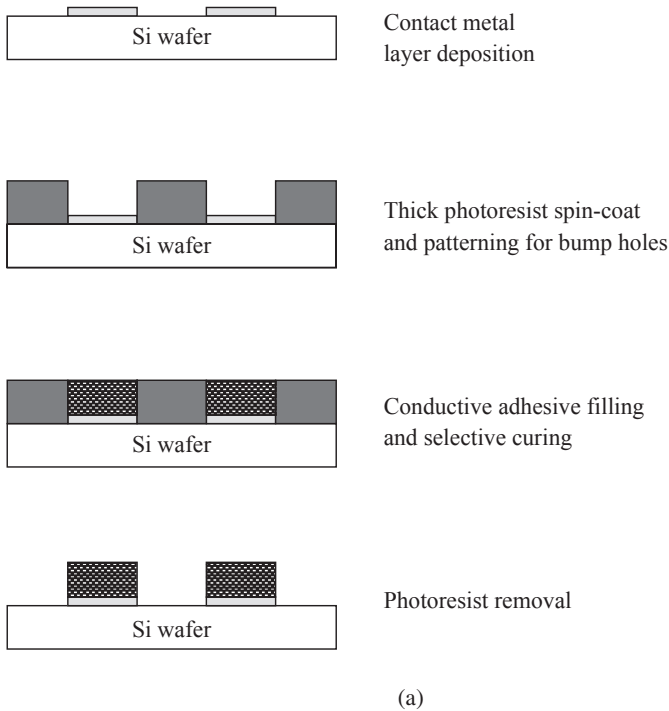 Si wafer
Contact metal
layer deposition
Si wafer
Thick photoresist spin-coat
and patterning for bump holes
Si wafer
Conductive adhesive filling
and selective curing
Si wafer
Photoresist removal
(a)